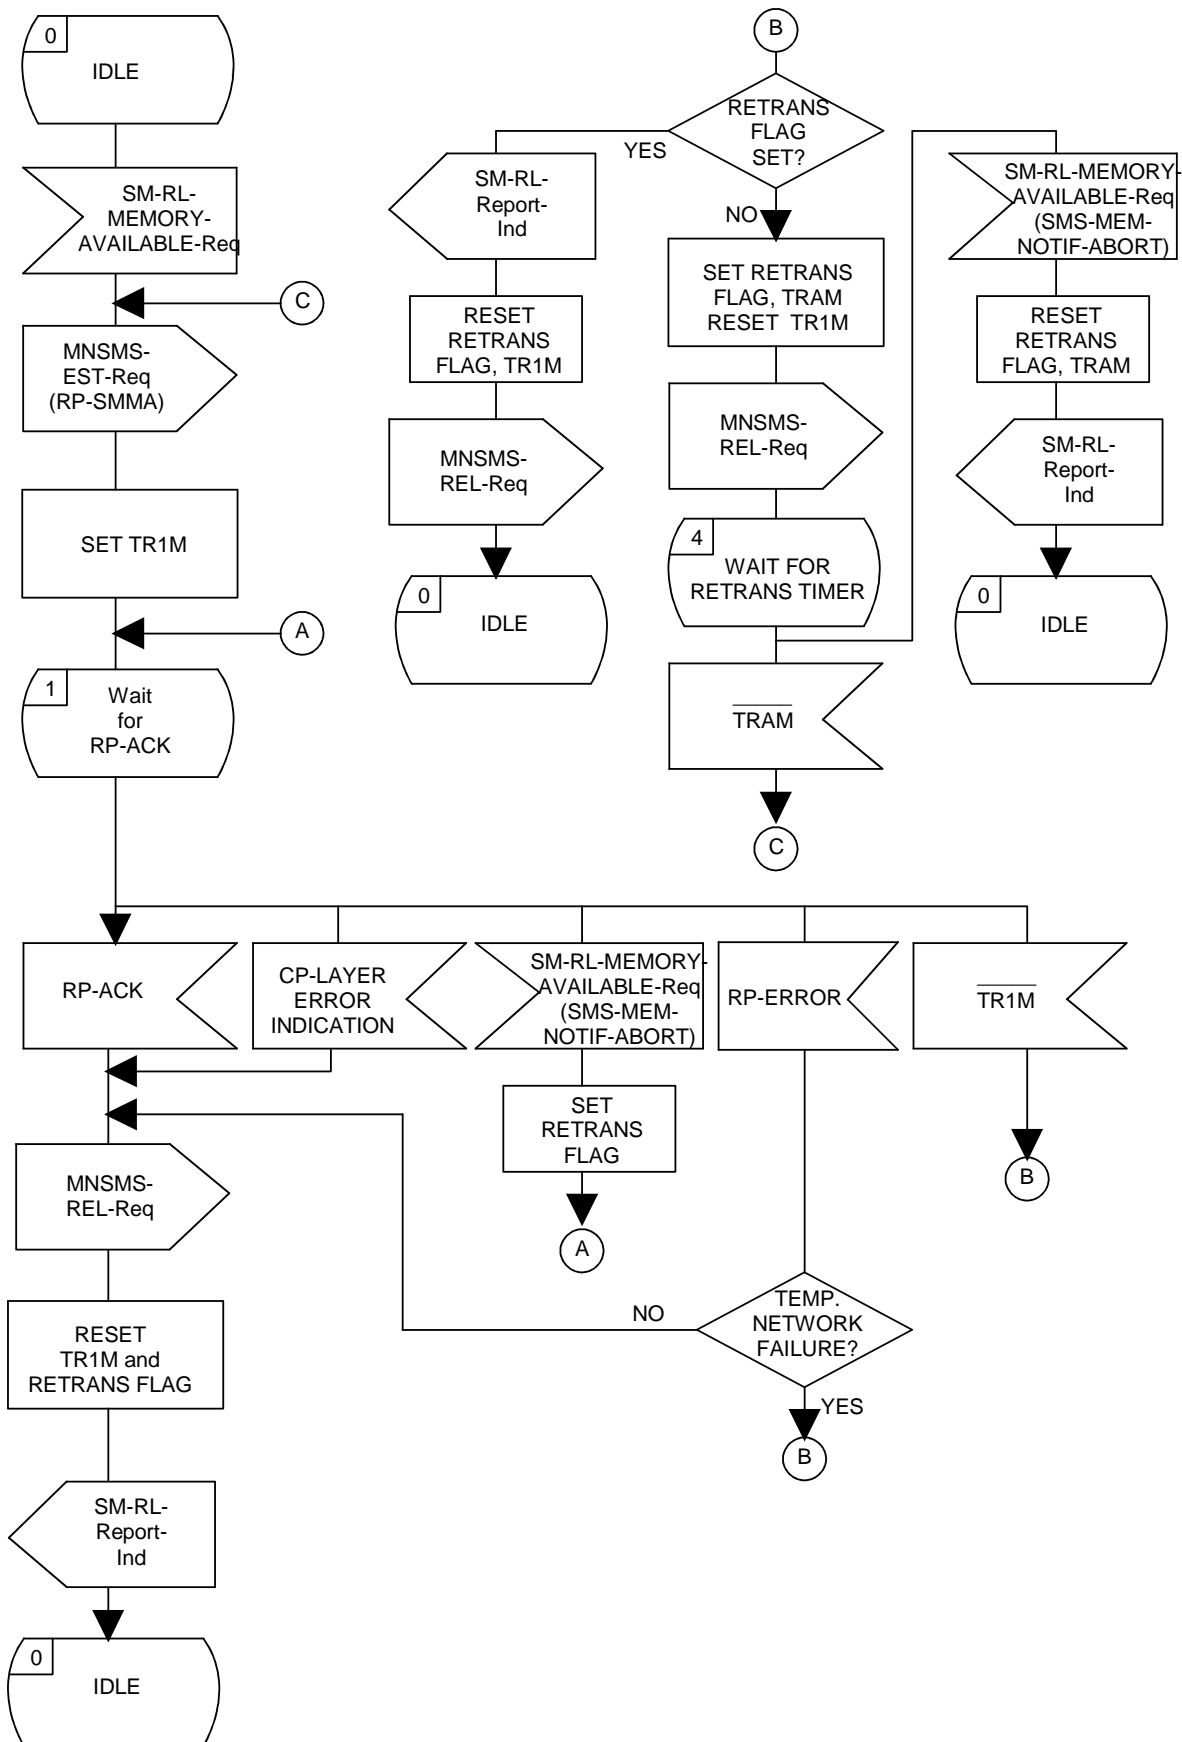 0
IDLE
SM-RL-
MEMORY-
AVAILABLE-Req
C
MNSMS-
EST-Req
(RP-SMMA)
SET TR1M
A
1
Wait
for
RP-ACK
B
RETRANS
FLAG
SET?
YES
NO
SM-RL-
Report-
Ind
RESET
RETRANS
FLAG, TR1M
MNSMS-
REL-Req
0
IDLE
SET RETRANS
FLAG, TRAM
RESET TR1M
MNSMS-
REL-Req
4
WAIT FOR
RETRANS TIMER
TRAM
C
SM-RL-MEMORY-
AVAILABLE-Req
(SMS-MEM-
NOTIF-ABORT)
RESET
RETRANS
FLAG, TRAM
SM-RL-
Report-
Ind
0
IDLE
RP-ACK
CP-LAYER
ERROR
INDICATION
SM-RL-MEMORY-
AVAILABLE-Req
(SMS-MEM-
NOTIF-ABORT)
RP-ERROR
TR1M
SET
RETRANS
FLAG
A
B
MNSMS-
REL-Req
TEMP.
NETWORK
FAILURE?
NO
YES
B
RESET
TR1M and
RETRANS FLAG
SM-RL-
Report-
Ind
0
IDLE